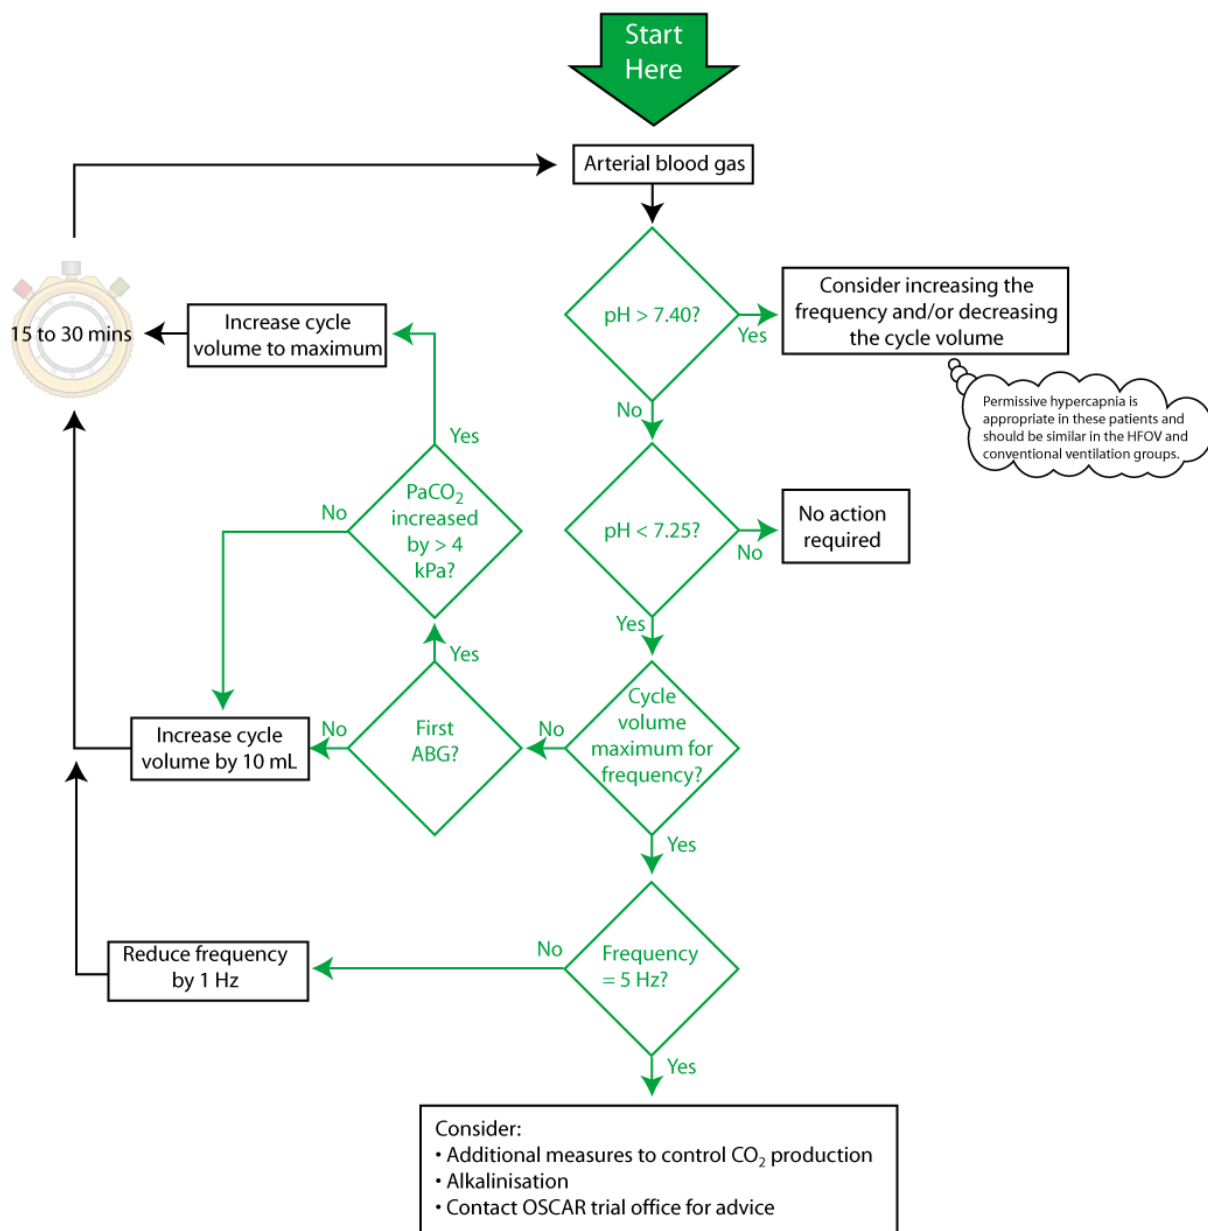 Start
Here
Arterial blood gas
pH > 7.40?
Yes
Consider increasing the
frequency and/or decreasing
the cycle volume
Permissive hypercapnia is
appropriate in these patients and
should be similar in the HFOV and
conventional ventilation groups.
No
pH < 7.25?
No
No action
required
Yes
Cycle
volume
maximum for
frequency?
No
First
ABG?
Yes
PaCO₂
increased
by > 4
kPa?
Yes
Increase cycle
volume to maximum
15 to 30 mins
No
No
Increase cycle
volume by 10 mL
Yes
Frequency
= 5 Hz?
No
Reduce frequency
by 1 Hz
Yes
Consider:
• Additional measures to control CO₂ production
• Alkalinisation
• Contact OSCAR trial office for advice